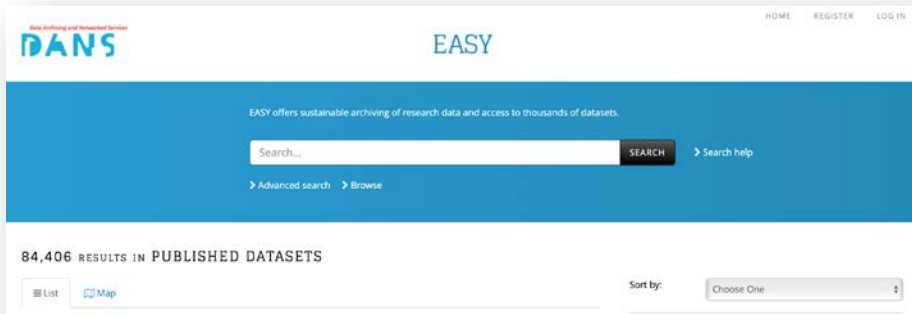 HOME REGISTER LOG IN
Data Archiving and Networked Services
DANS
EASY
EASY offers sustainable archiving of research data and access to thousands of datasets.
Search...
SEARCH
Search help
Advanced search Browse
84,406 RESULTS IN PUBLISHED DATASETS
List Map
Sort by: Choose One